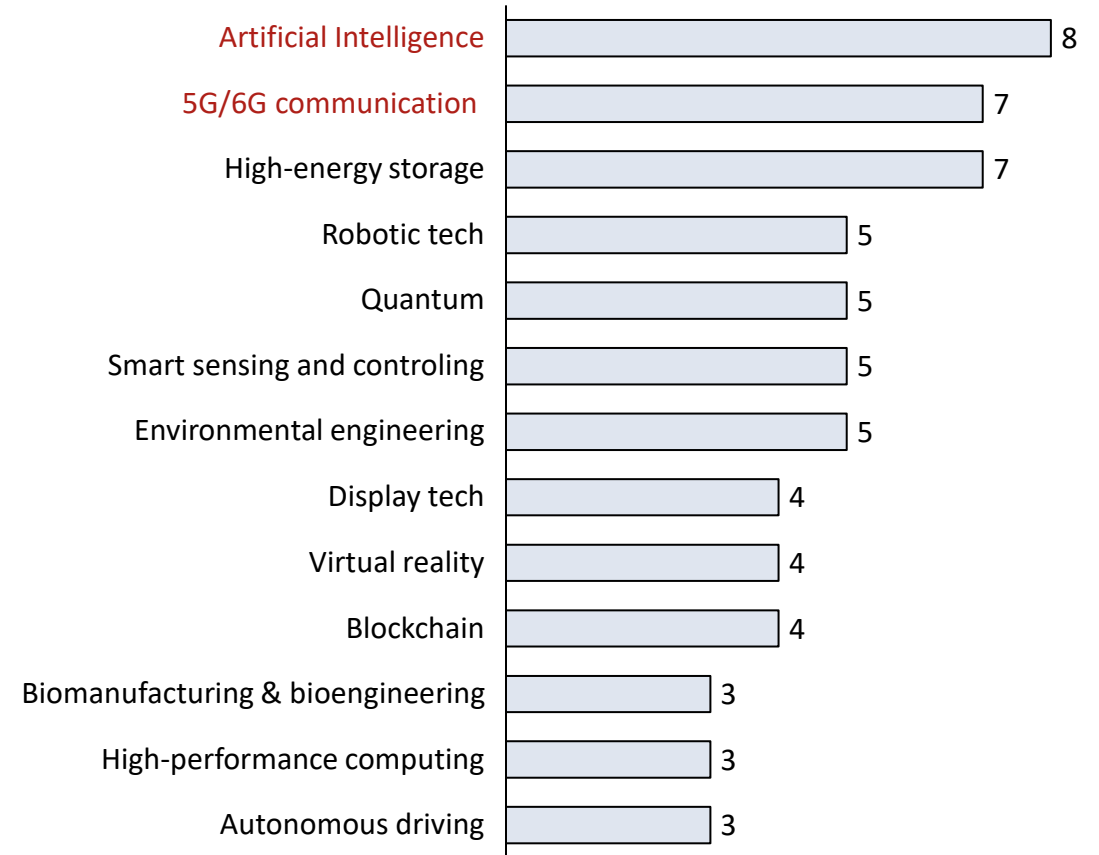 Artificial Intelligence 8
5G/6G communication 7
High-energy storage 7
Robotic tech 5
Quantum 5
Smart sensing and controling 5
Environmental engineering 5
Display tech 4
Virtual reality 4
Blockchain 4
Biomanufacturing & bioengineering 3
High-performance computing 3
Autonomous driving 3